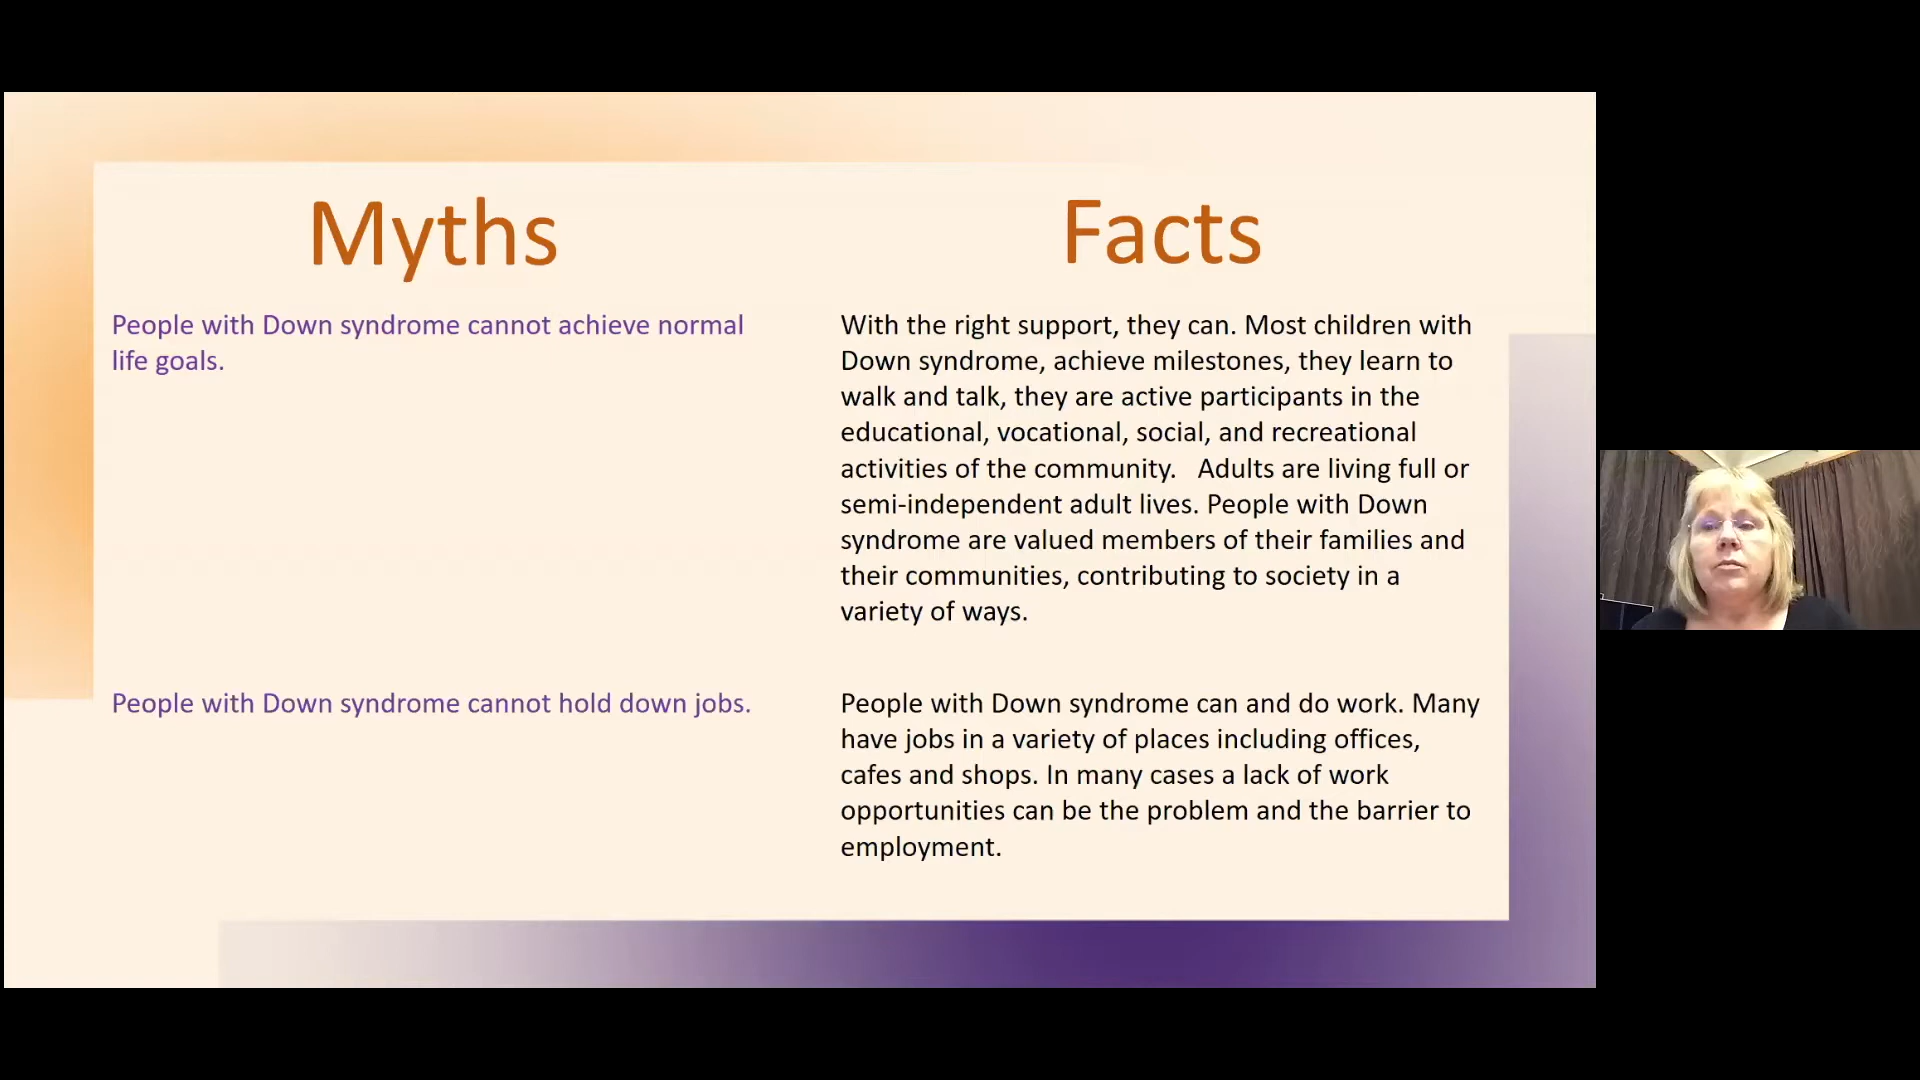 Myths
People with Down syndrome cannot achieve normal
life goals.
People with Down syndrome cannot hold down jobs.
Facts
With the right support, they can. Most children with
Down syndrome, achieve milestones, they learn to
walk and talk, they are active participants in the
educational, vocational, social, and recreational
activities of the community.   Adults are living full or
semi-independent adult lives. People with Down
syndrome are valued members of their families and
their communities, contributing to society in a
variety of ways.
People with Down syndrome can and do work. Many
have jobs in a variety of places including offices,
cafes and shops. In many cases a lack of work
opportunities can be the problem and the barrier to
employment.